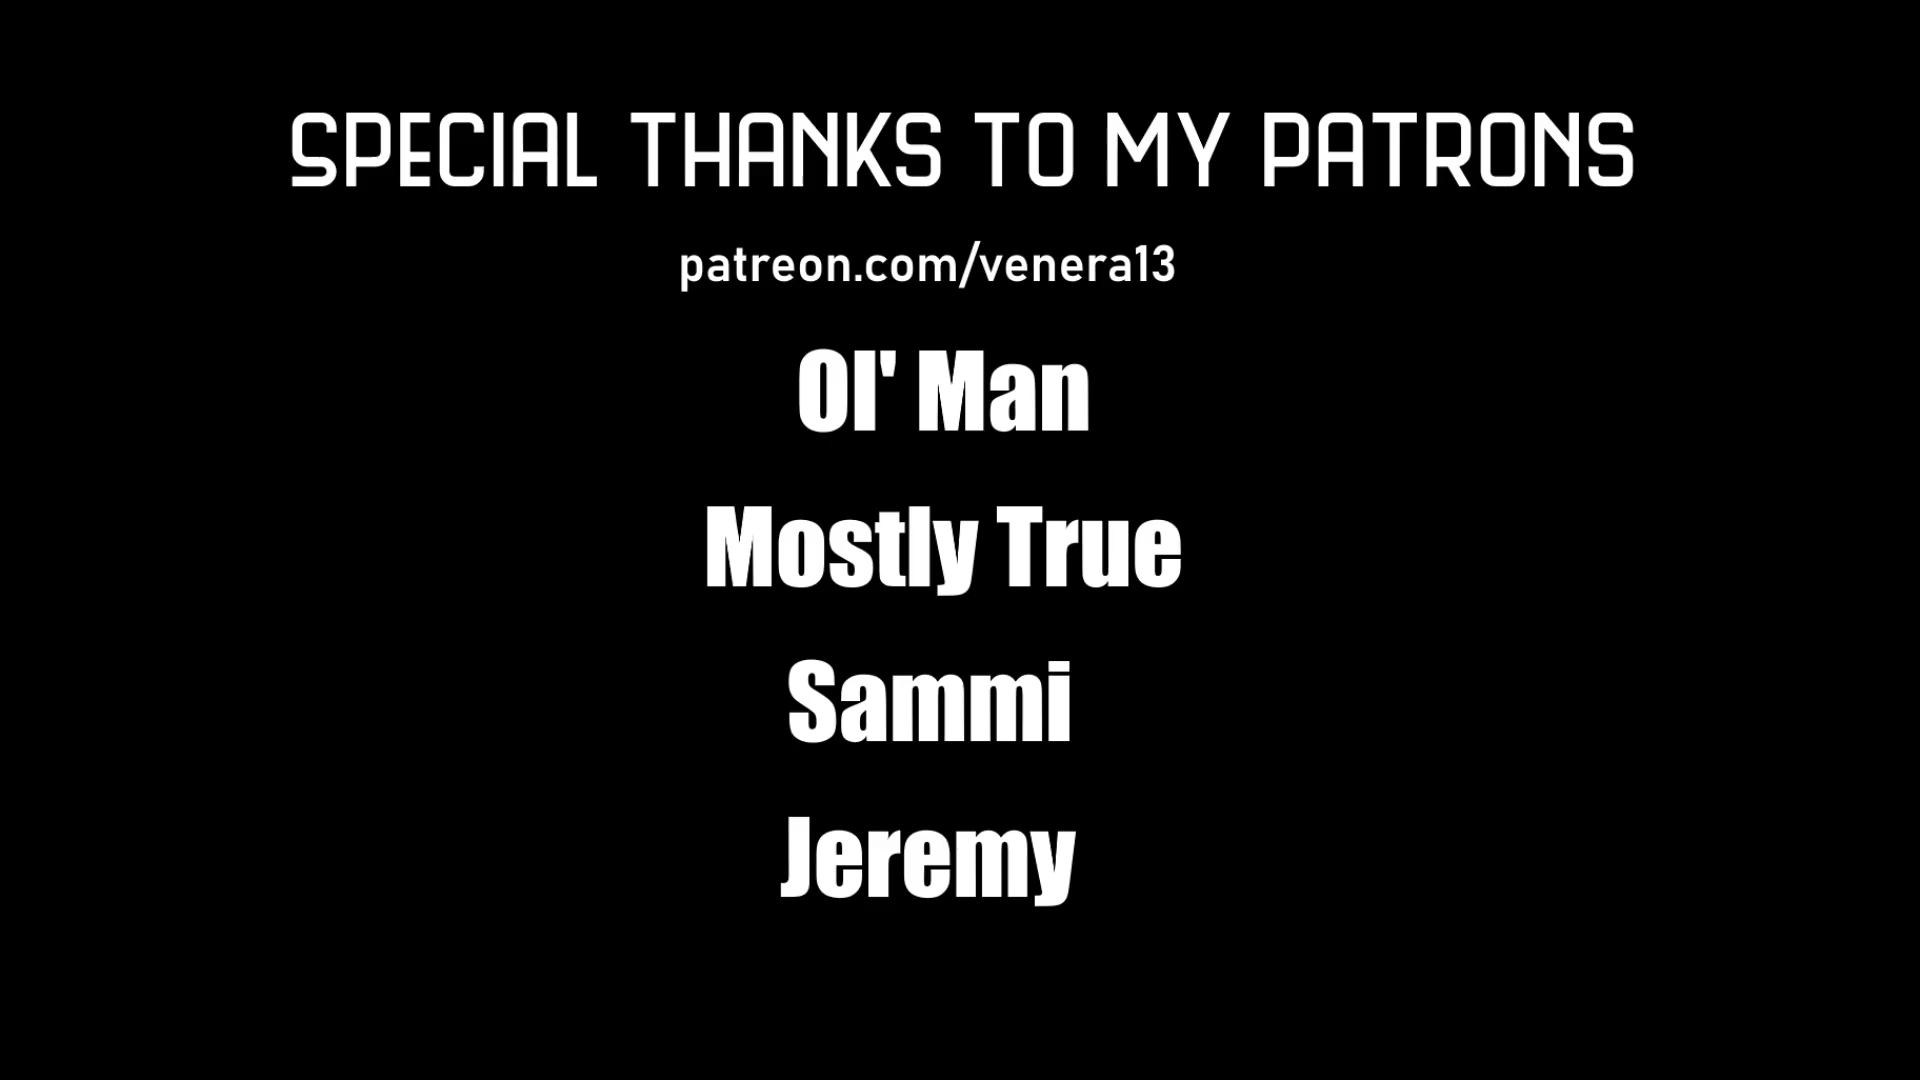 SPECIAL THANKS TO MY PATRONS
patreon.com/venera13
Ol' Man
Mostly True
Sammi
Jeremy